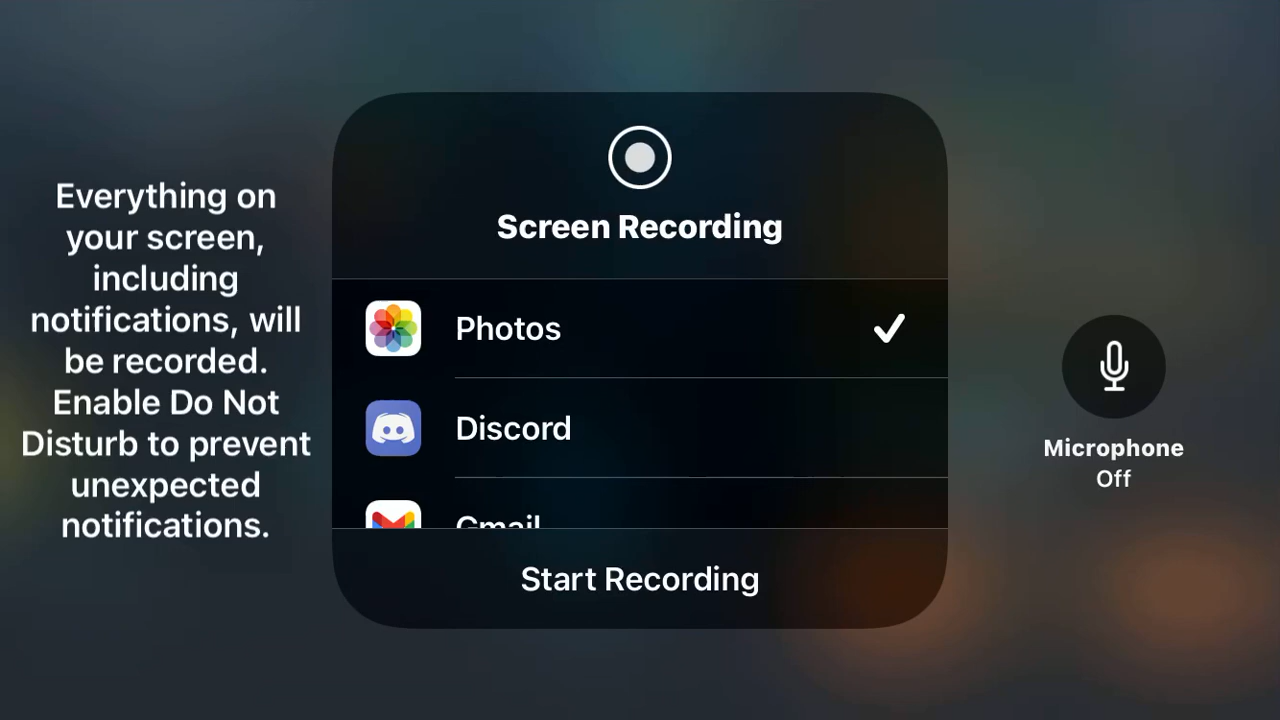 Everything on
your screen,
including
notifications, will
be recorded.
Enable Do Not
Disturb to prevent
unexpected
notifications.
Screen Recording
Photos
Discord
Gmail
Start Recording
Microphone
Off